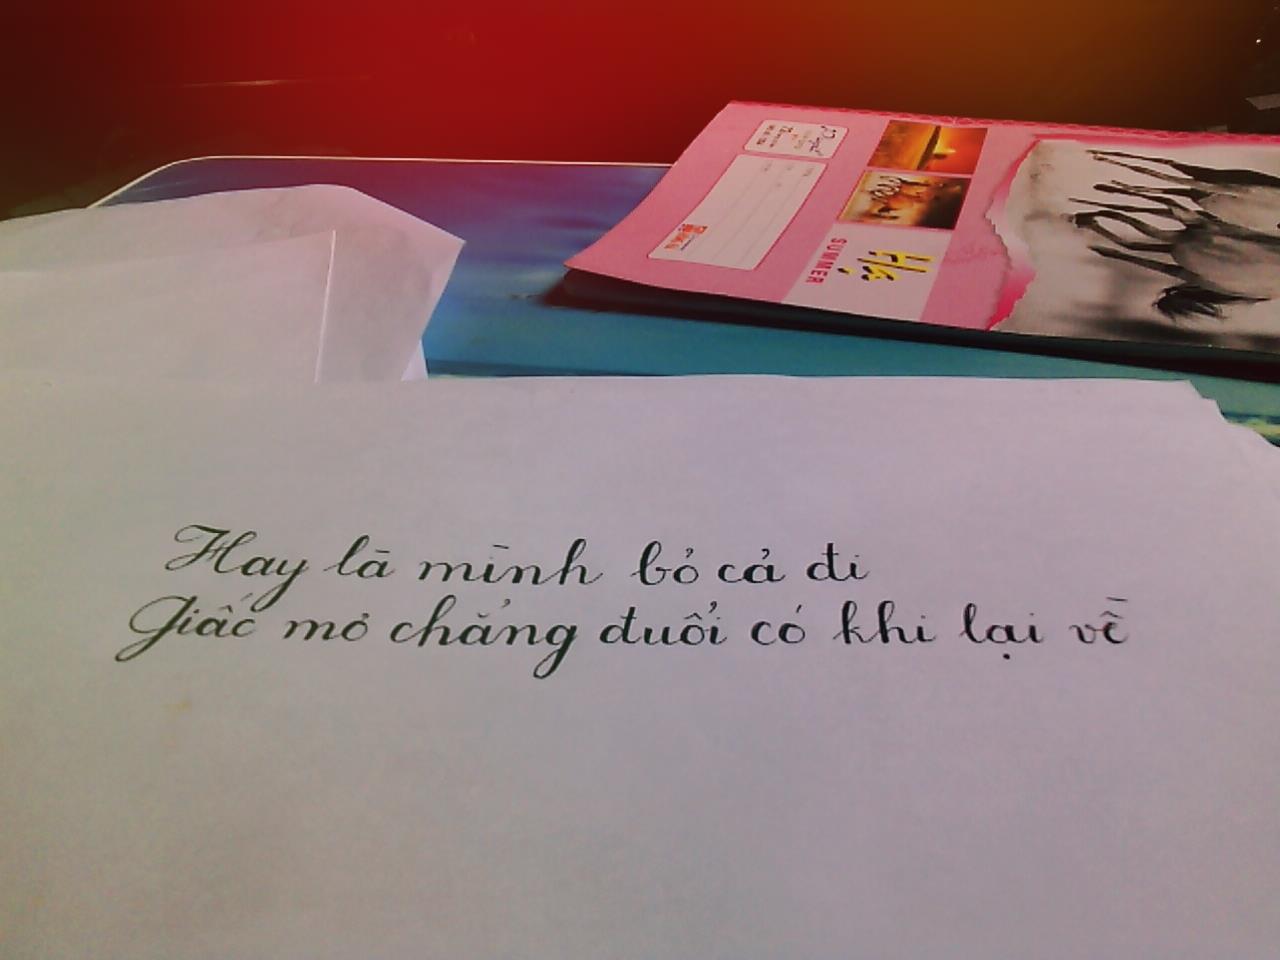 Hạ
SUMMER
Hay là mình bỏ cả đi
Giấc mơ chẳng đuổi có khi lại về